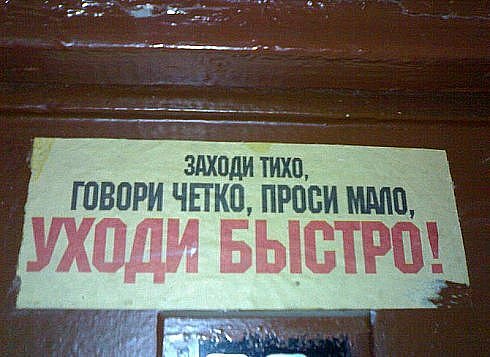 ЗАХОДИ ТИХО,
ГОВОРИ ЧЕТКО, ПРОСИ МАЛО,
УХОДИ БЫСТРО!